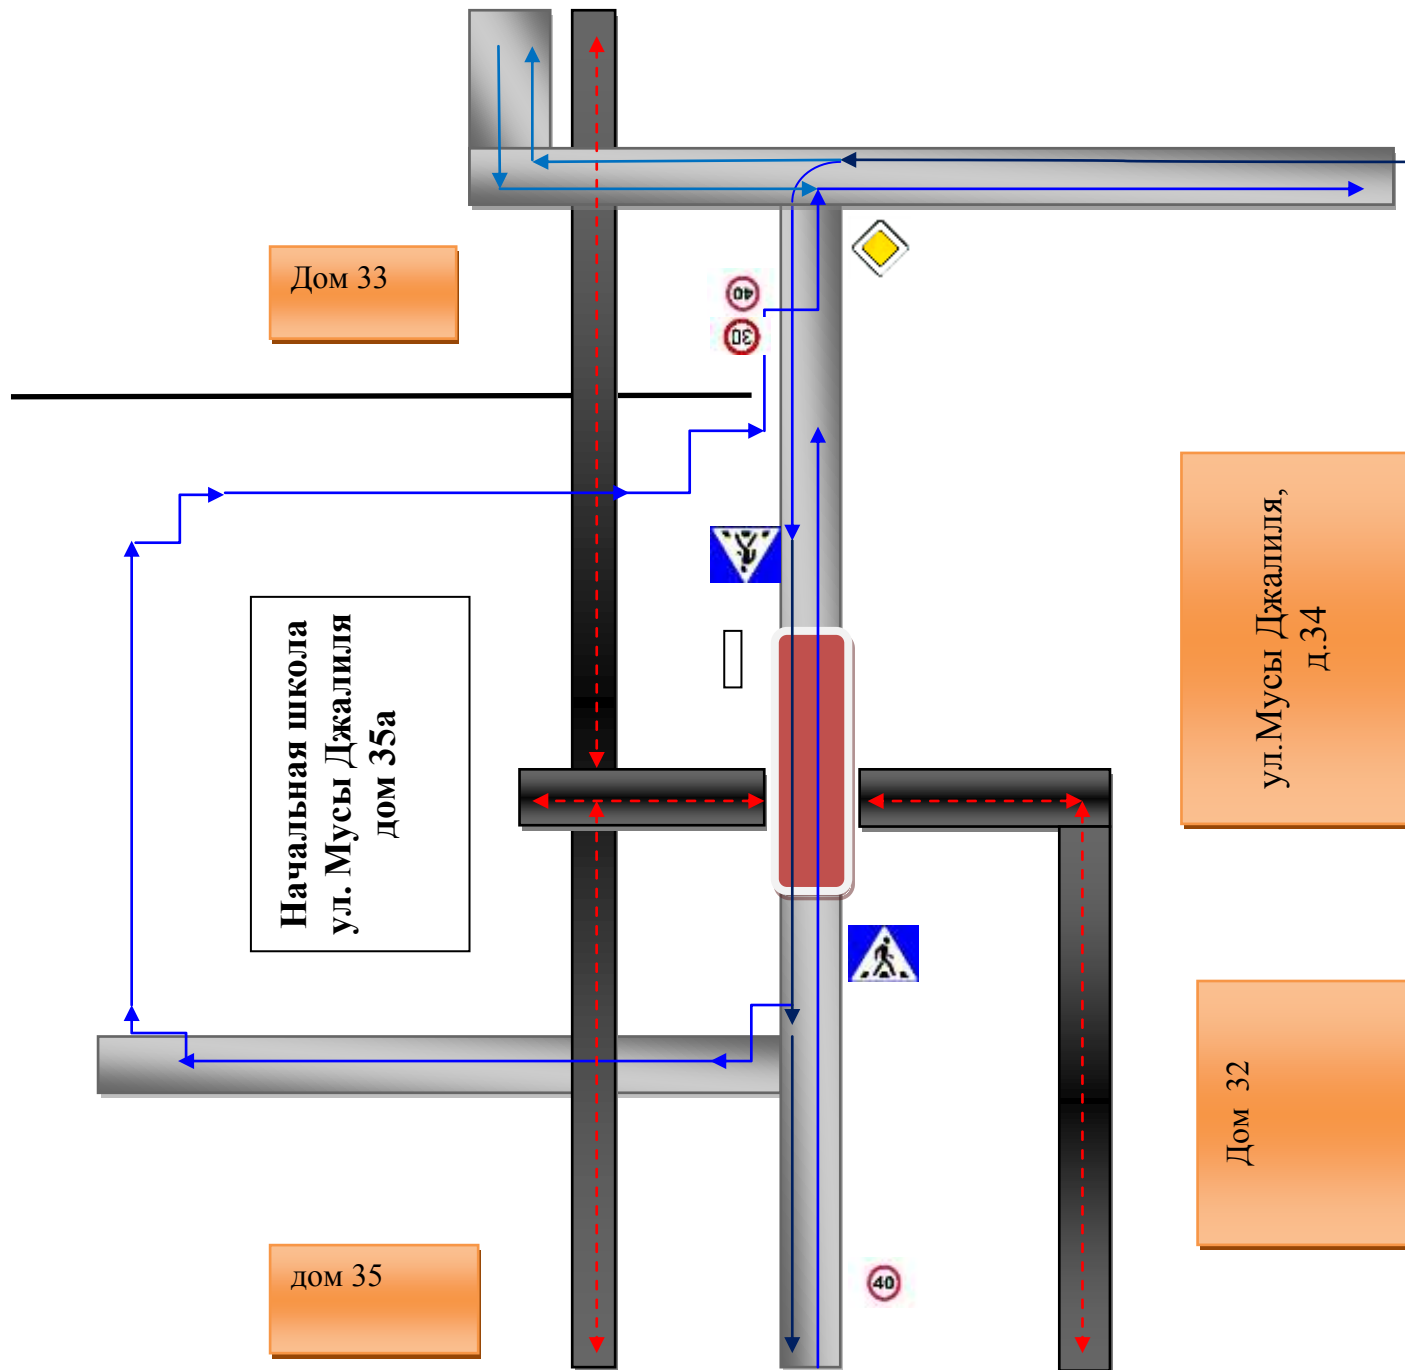 Дом 33
40
30
ул.Мусы Джалиля,
д.34
Начальная школа
ул. Мусы Джалиля
дом 35а
Дом 32
дом 35
40